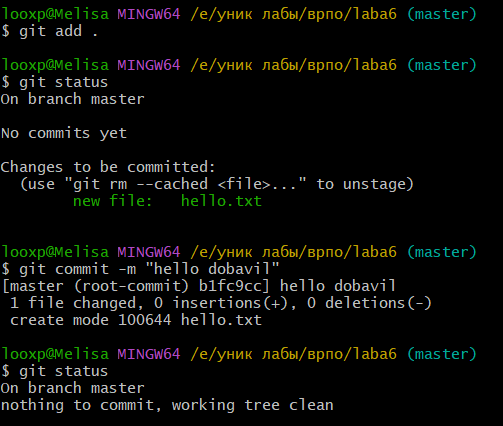 looxp@Melisa MINGW64 /e/уник лабы/врпо/laba6 (master)
$ git add .
looxp@Melisa MINGW64 /e/уник лабы/врпо/laba6 (master)
$ git status
On branch master
No commits yet
Changes to be committed:
  (use "git rm --cached <file>..." to unstage)
        new file:   hello.txt
looxp@Melisa MINGW64 /e/уник лабы/врпо/laba6 (master)
$ git commit -m "hello dobavil"
[master (root-commit) b1fc9cc] hello dobavil
 1 file changed, 0 insertions(+), 0 deletions(-)
 create mode 100644 hello.txt
looxp@Melisa MINGW64 /e/уник лабы/врпо/laba6 (master)
$ git status
On branch master
nothing to commit, working tree clean